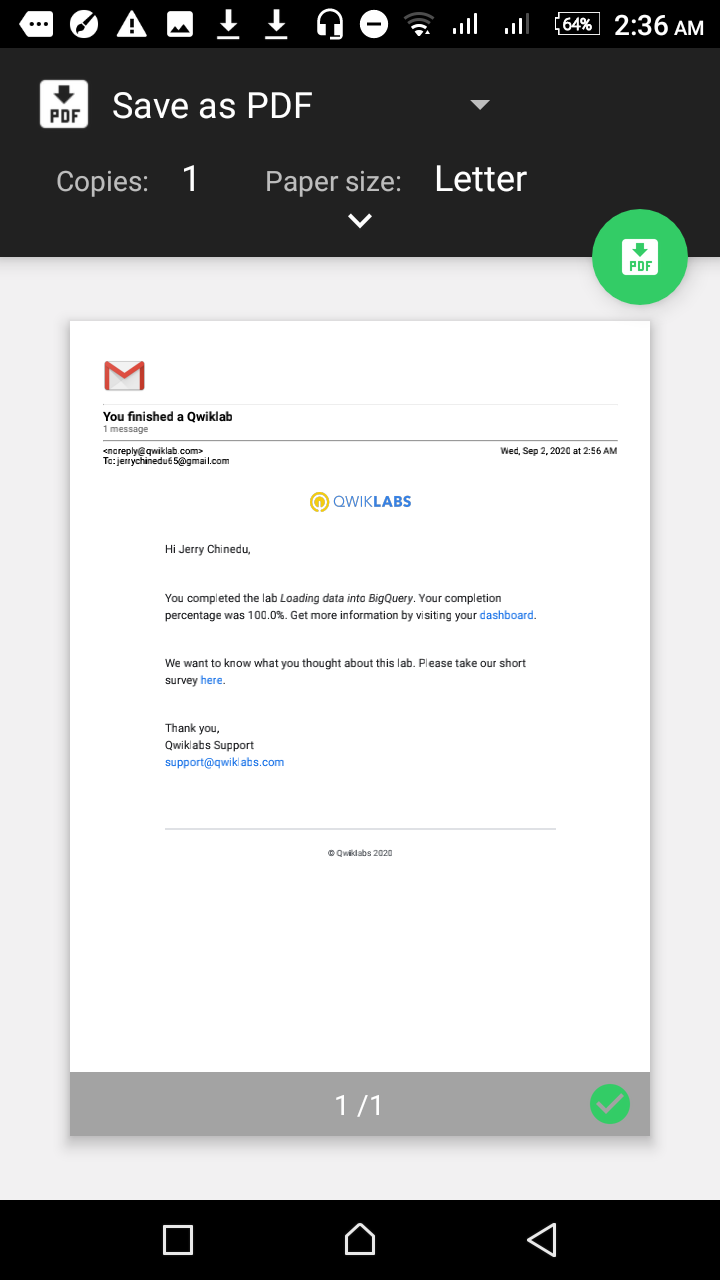 64% 2:36 AM
PDF Save as PDF
Copies: 1 Paper size: Letter
PDF
You finished a Qwiklab
1 message
<noreply@qwiklab.com> Wed, Sep 2, 2020 at 2:56 AM
To: jerrychinedu65@gmail.com
QWIKLABS
Hi Jerry Chinedu,
You completed the lab Loading data into BigQuery. Your completion
percentage was 100.0%. Get more information by visiting your dashboard.
We want to know what you thought about this lab. Please take our short
survey here.
Thank you,
Qwiklabs Support
support@qwiklabs.com
© Qwiklabs 2020
1 /1